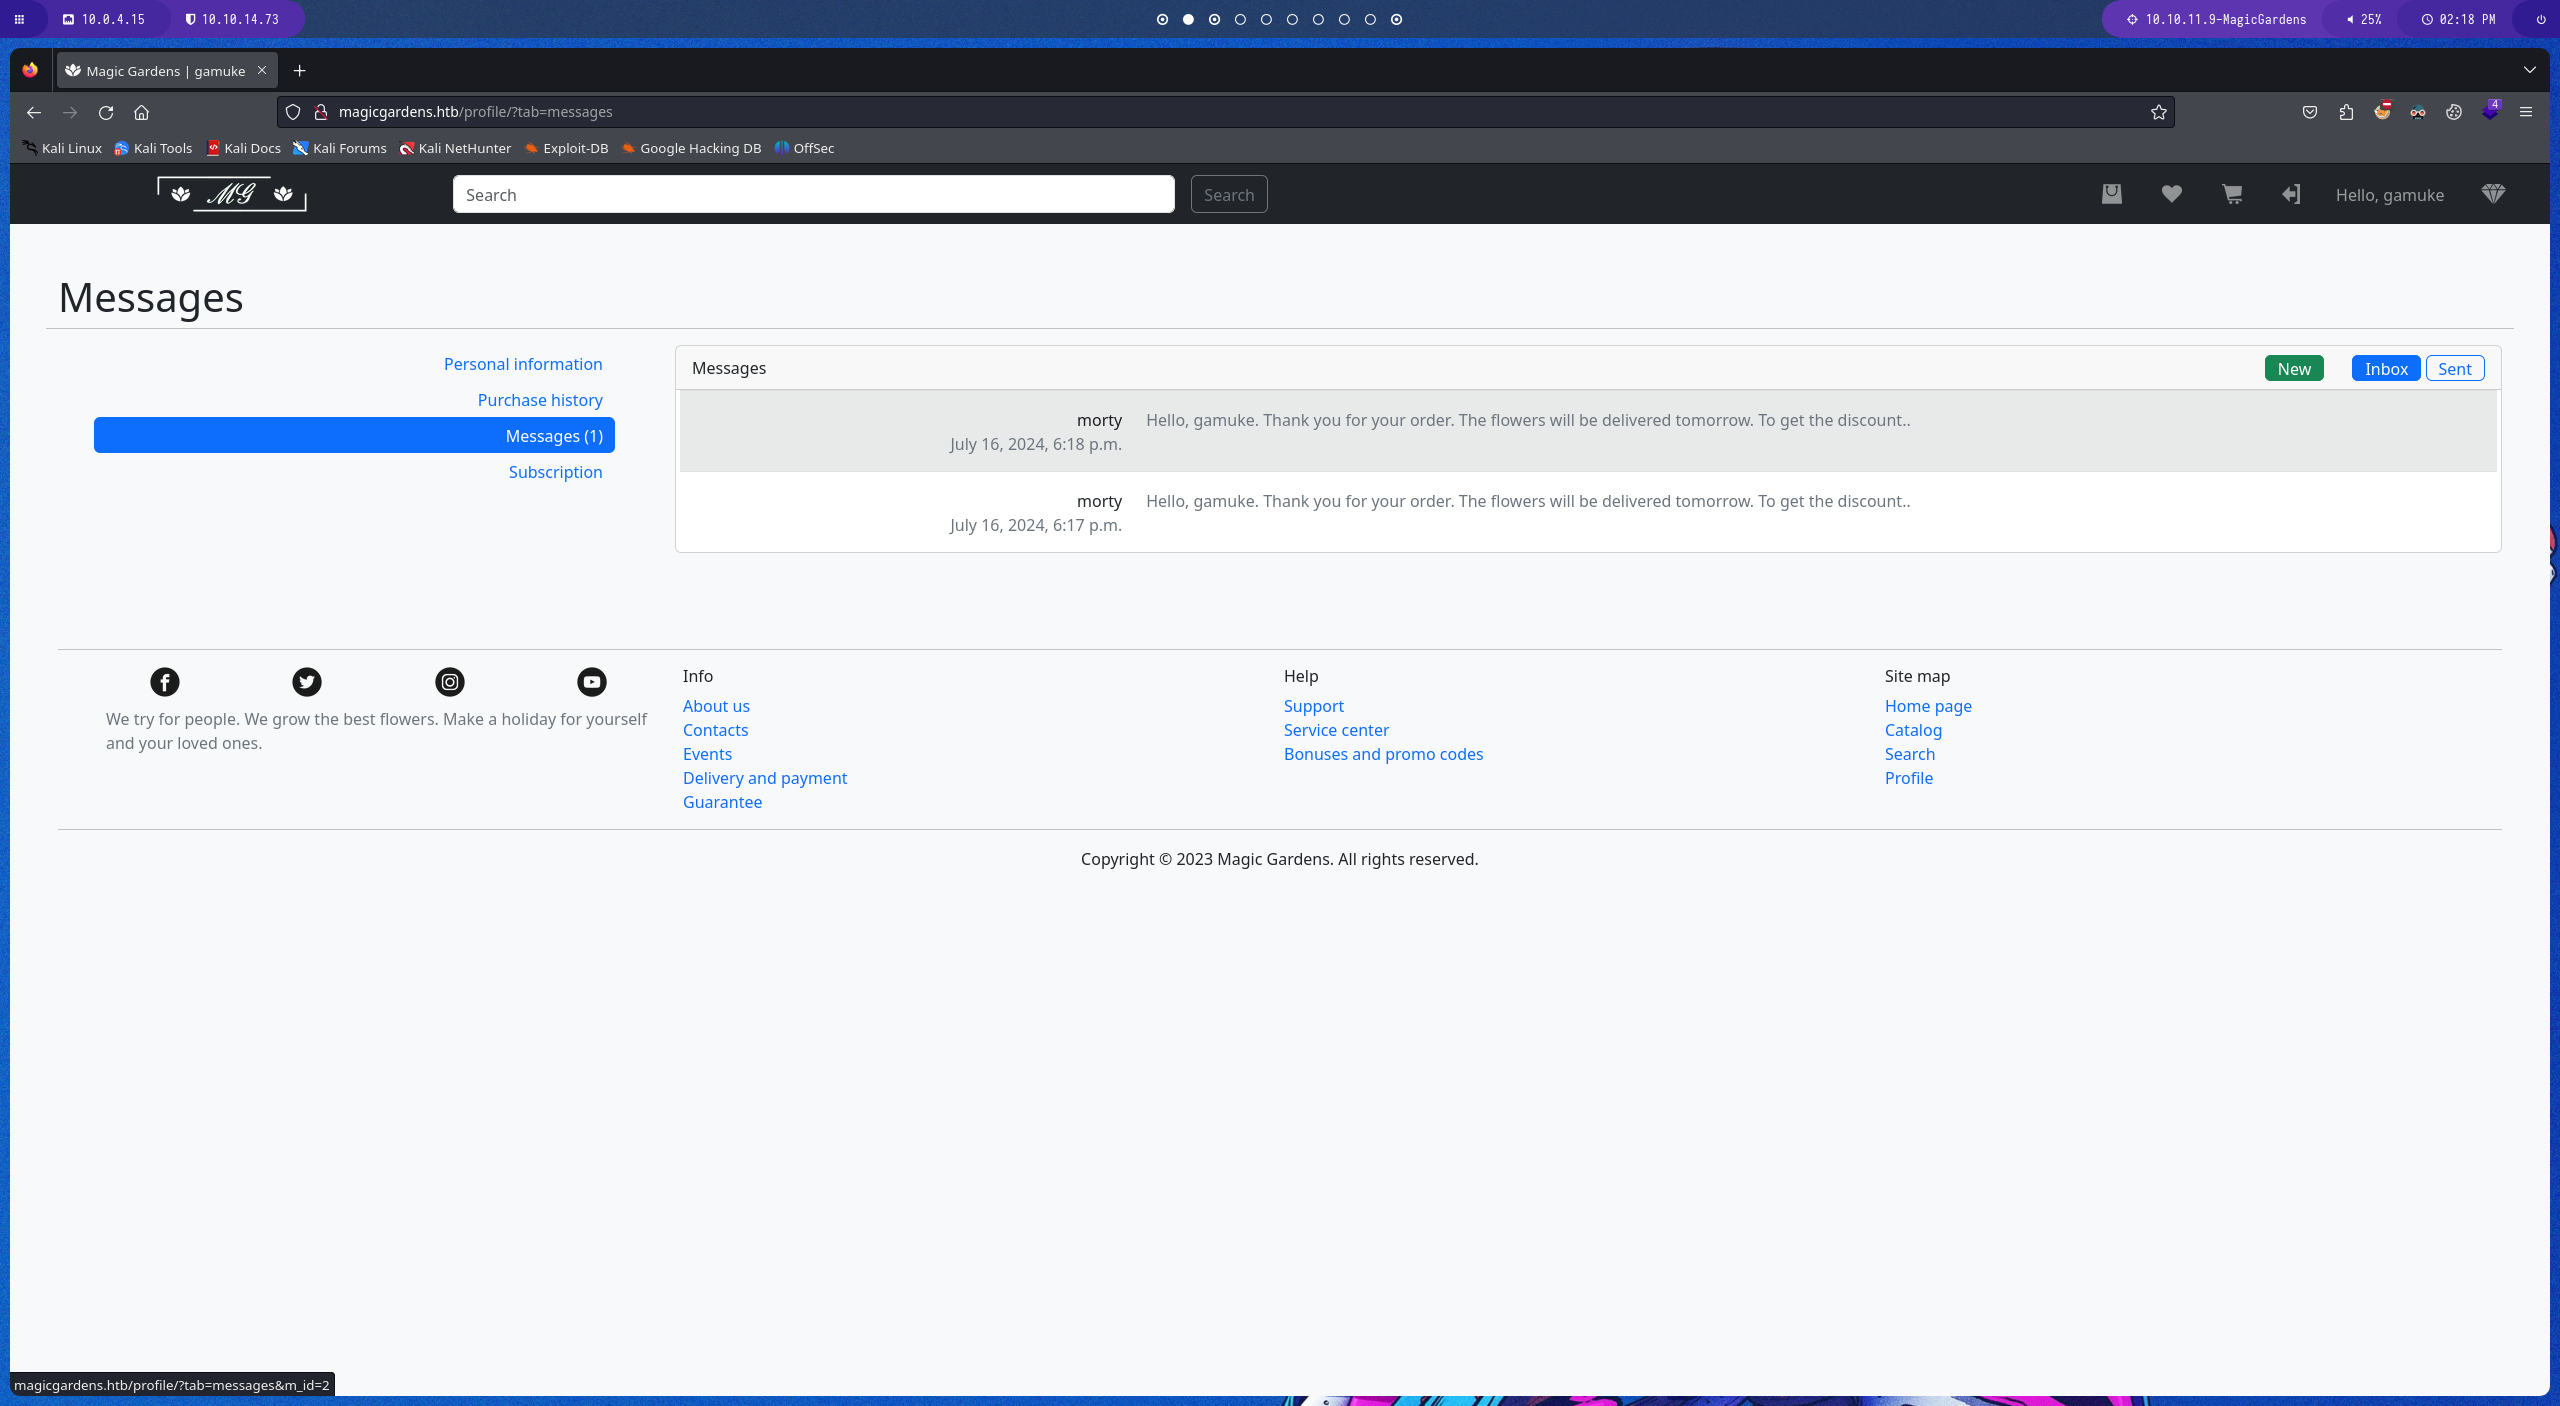 10.0.4.15 10.10.14.73 10.10.11.9-MagicGardens 25% 02:18 PM
Magic Gardens | gamuke
magicgardens.htb/profile/?tab=messages 4
Kali Linux Kali Tools Kali Docs Kali Forums Kali NetHunter Exploit-DB Google Hacking DB OffSec
MG Search Search Hello, gamuke
Messages
Personal information
Purchase history
Messages (1)
Subscription
Messages New Inbox Sent
morty Hello, gamuke. Thank you for your order. The flowers will be delivered tomorrow. To get the discount..
July 16, 2024, 6:18 p.m.
morty Hello, gamuke. Thank you for your order. The flowers will be delivered tomorrow. To get the discount..
July 16, 2024, 6:17 p.m.
We try for people. We grow the best flowers. Make a holiday for yourself
and your loved ones.
Info
About us
Contacts
Events
Delivery and payment
Guarantee
Help
Support
Service center
Bonuses and promo codes
Site map
Home page
Catalog
Search
Profile
Copyright © 2023 Magic Gardens. All rights reserved.
magicgardens.htb/profile/?tab=messages&m_id=2